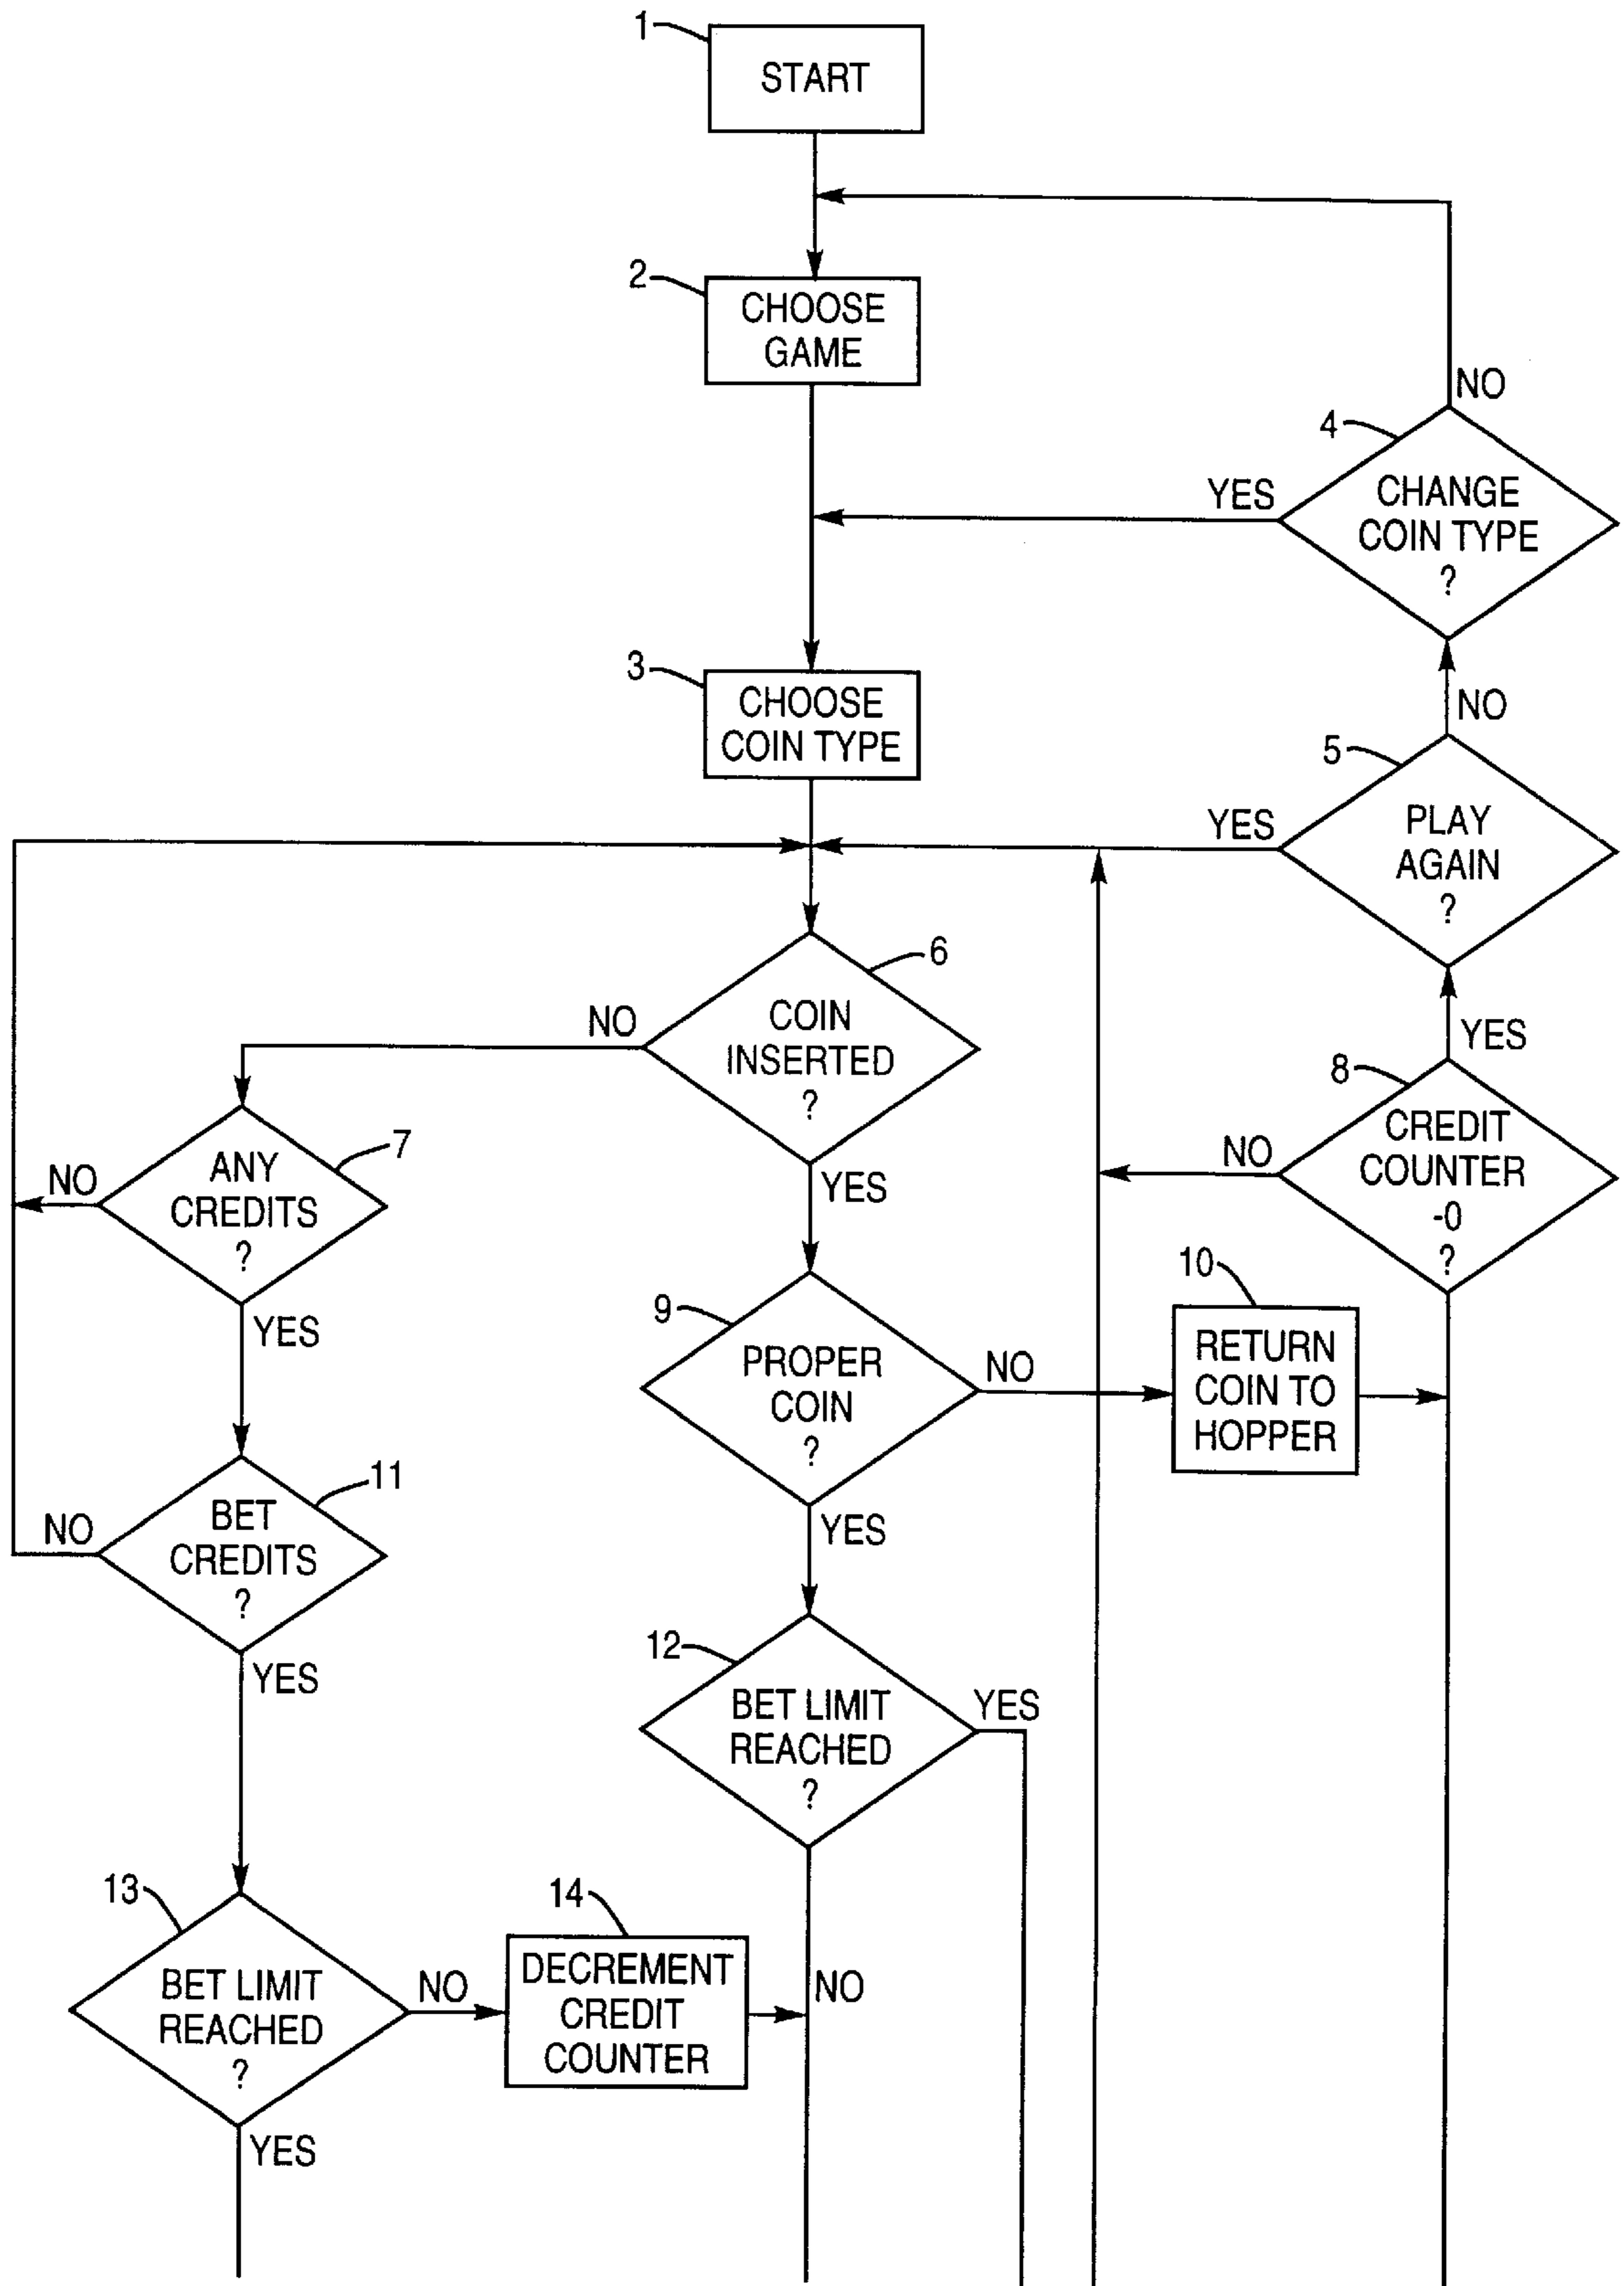 1
START
2
CHOOSE
GAME
NO
4
YES
CHANGE
COIN TYPE
?
3
CHOOSE
COIN TYPE
NO
5
YES
PLAY
AGAIN
?
6
NO
COIN
INSERTED
?
YES
YES
8
NO
CREDIT
COUNTER
-0
?
7
NO
ANY
CREDITS
?
YES
9
PROPER
COIN
?
NO
YES
10
RETURN
COIN TO
HOPPER
11
NO
BET
CREDITS
?
YES
12
BET LIMIT
REACHED
?
YES
NO
13
BET LIMIT
REACHED
?
NO
YES
14
DECREMENT
CREDIT
COUNTER